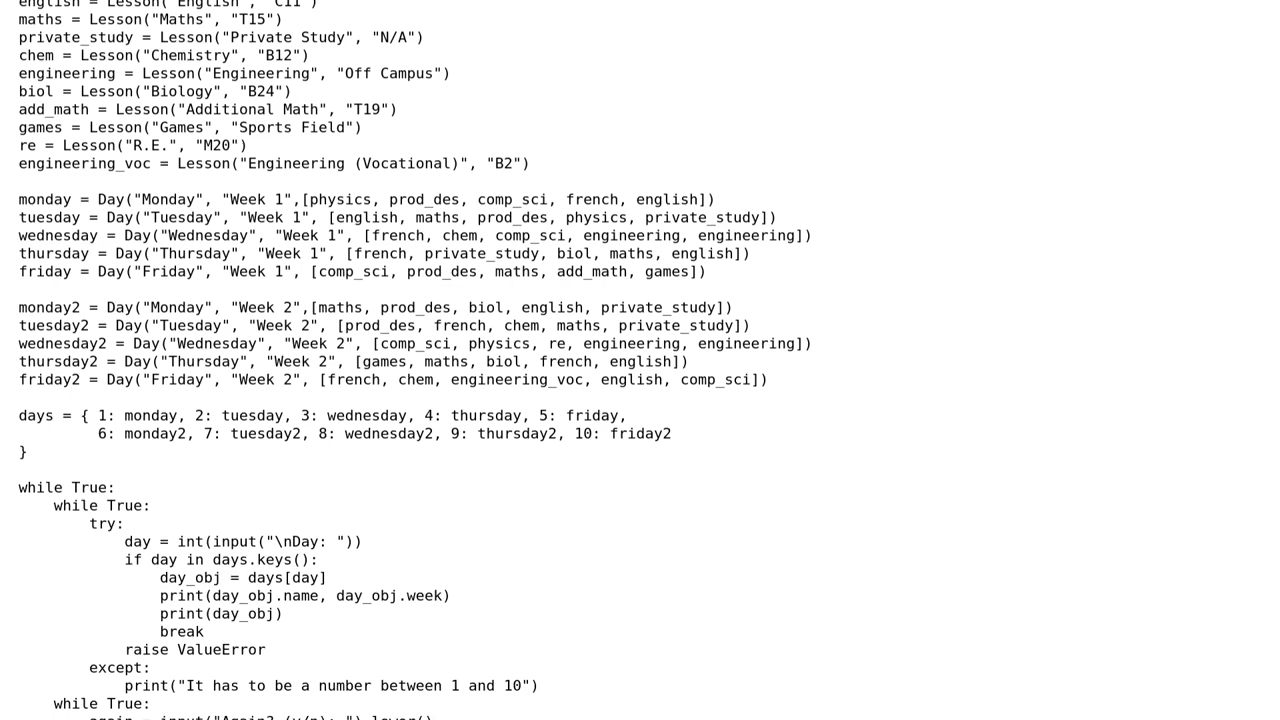 english = Lesson("English", "C11")
maths = Lesson("Maths", "T15")
private_study = Lesson("Private Study", "N/A")
chem = Lesson("Chemistry", "B12")
engineering = Lesson("Engineering", "Off Campus")
biol = Lesson("Biology", "B24")
add_math = Lesson("Additional Math", "T19")
games = Lesson("Games", "Sports Field")
re = Lesson("R.E.", "M20")
engineering_voc = Lesson("Engineering (Vocational)", "B2")

monday = Day("Monday", "Week 1",[physics, prod_des, comp_sci, french, english])
tuesday = Day("Tuesday", "Week 1", [english, maths, prod_des, physics, private_study])
wednesday = Day("Wednesday", "Week 1", [french, chem, comp_sci, engineering, engineering])
thursday = Day("Thursday", "Week 1", [french, private_study, biol, maths, english])
friday = Day("Friday", "Week 1", [comp_sci, prod_des, maths, add_math, games])

monday2 = Day("Monday", "Week 2",[maths, prod_des, biol, english, private_study])
tuesday2 = Day("Tuesday", "Week 2", [prod_des, french, chem, maths, private_study])
wednesday2 = Day("Wednesday", "Week 2", [comp_sci, physics, re, engineering, engineering])
thursday2 = Day("Thursday", "Week 2", [games, maths, biol, french, english])
friday2 = Day("Friday", "Week 2", [french, chem, engineering_voc, english, comp_sci])

days = { 1: monday, 2: tuesday, 3: wednesday, 4: thursday, 5: friday,
         6: monday2, 7: tuesday2, 8: wednesday2, 9: thursday2, 10: friday2
}

while True:
    while True:
        try:
            day = int(input("\nDay: "))
            if day in days.keys():
                day_obj = days[day]
                print(day_obj.name, day_obj.week)
                print(day_obj)
                break
            raise ValueError
        except:
            print("It has to be a number between 1 and 10")
    while True:
        again = input("Again? (y/n): ").lower()